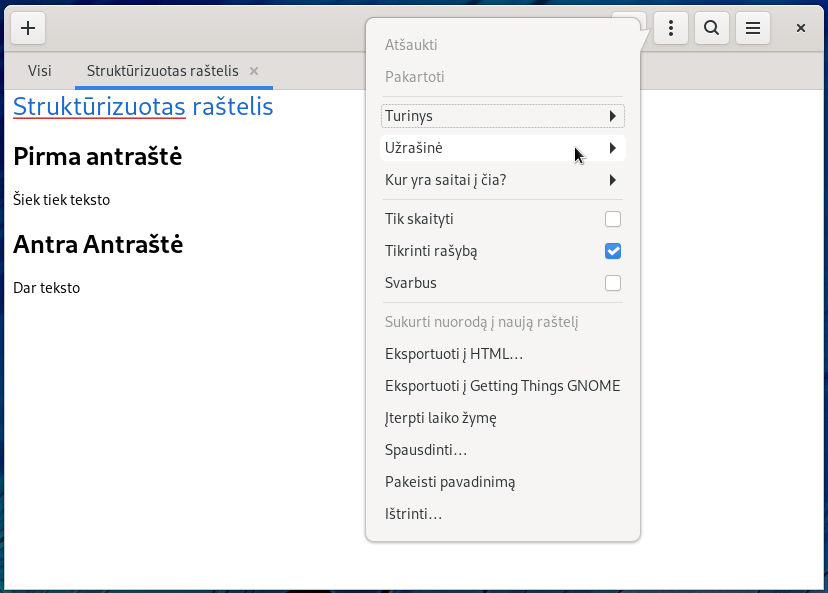 Visi
Struktūrizuotas raštelis
Struktūrizuotas raštelis
Pirma antraštė
Šiek tiek teksto
Antra Antraštė
Dar teksto
Atšaukti
Pakartoti
Turinys
Užrašinė
Kur yra saitai į čia?
Tik skaityti
Tikrinti rašybą
Svarbus
Sukurti nuorodą į naują raštelį
Eksportuoti į HTML…
Eksportuoti į Getting Things GNOME
Įterpti laiko žymę
Spausdinti…
Pakeisti pavadinimą
Ištrinti…